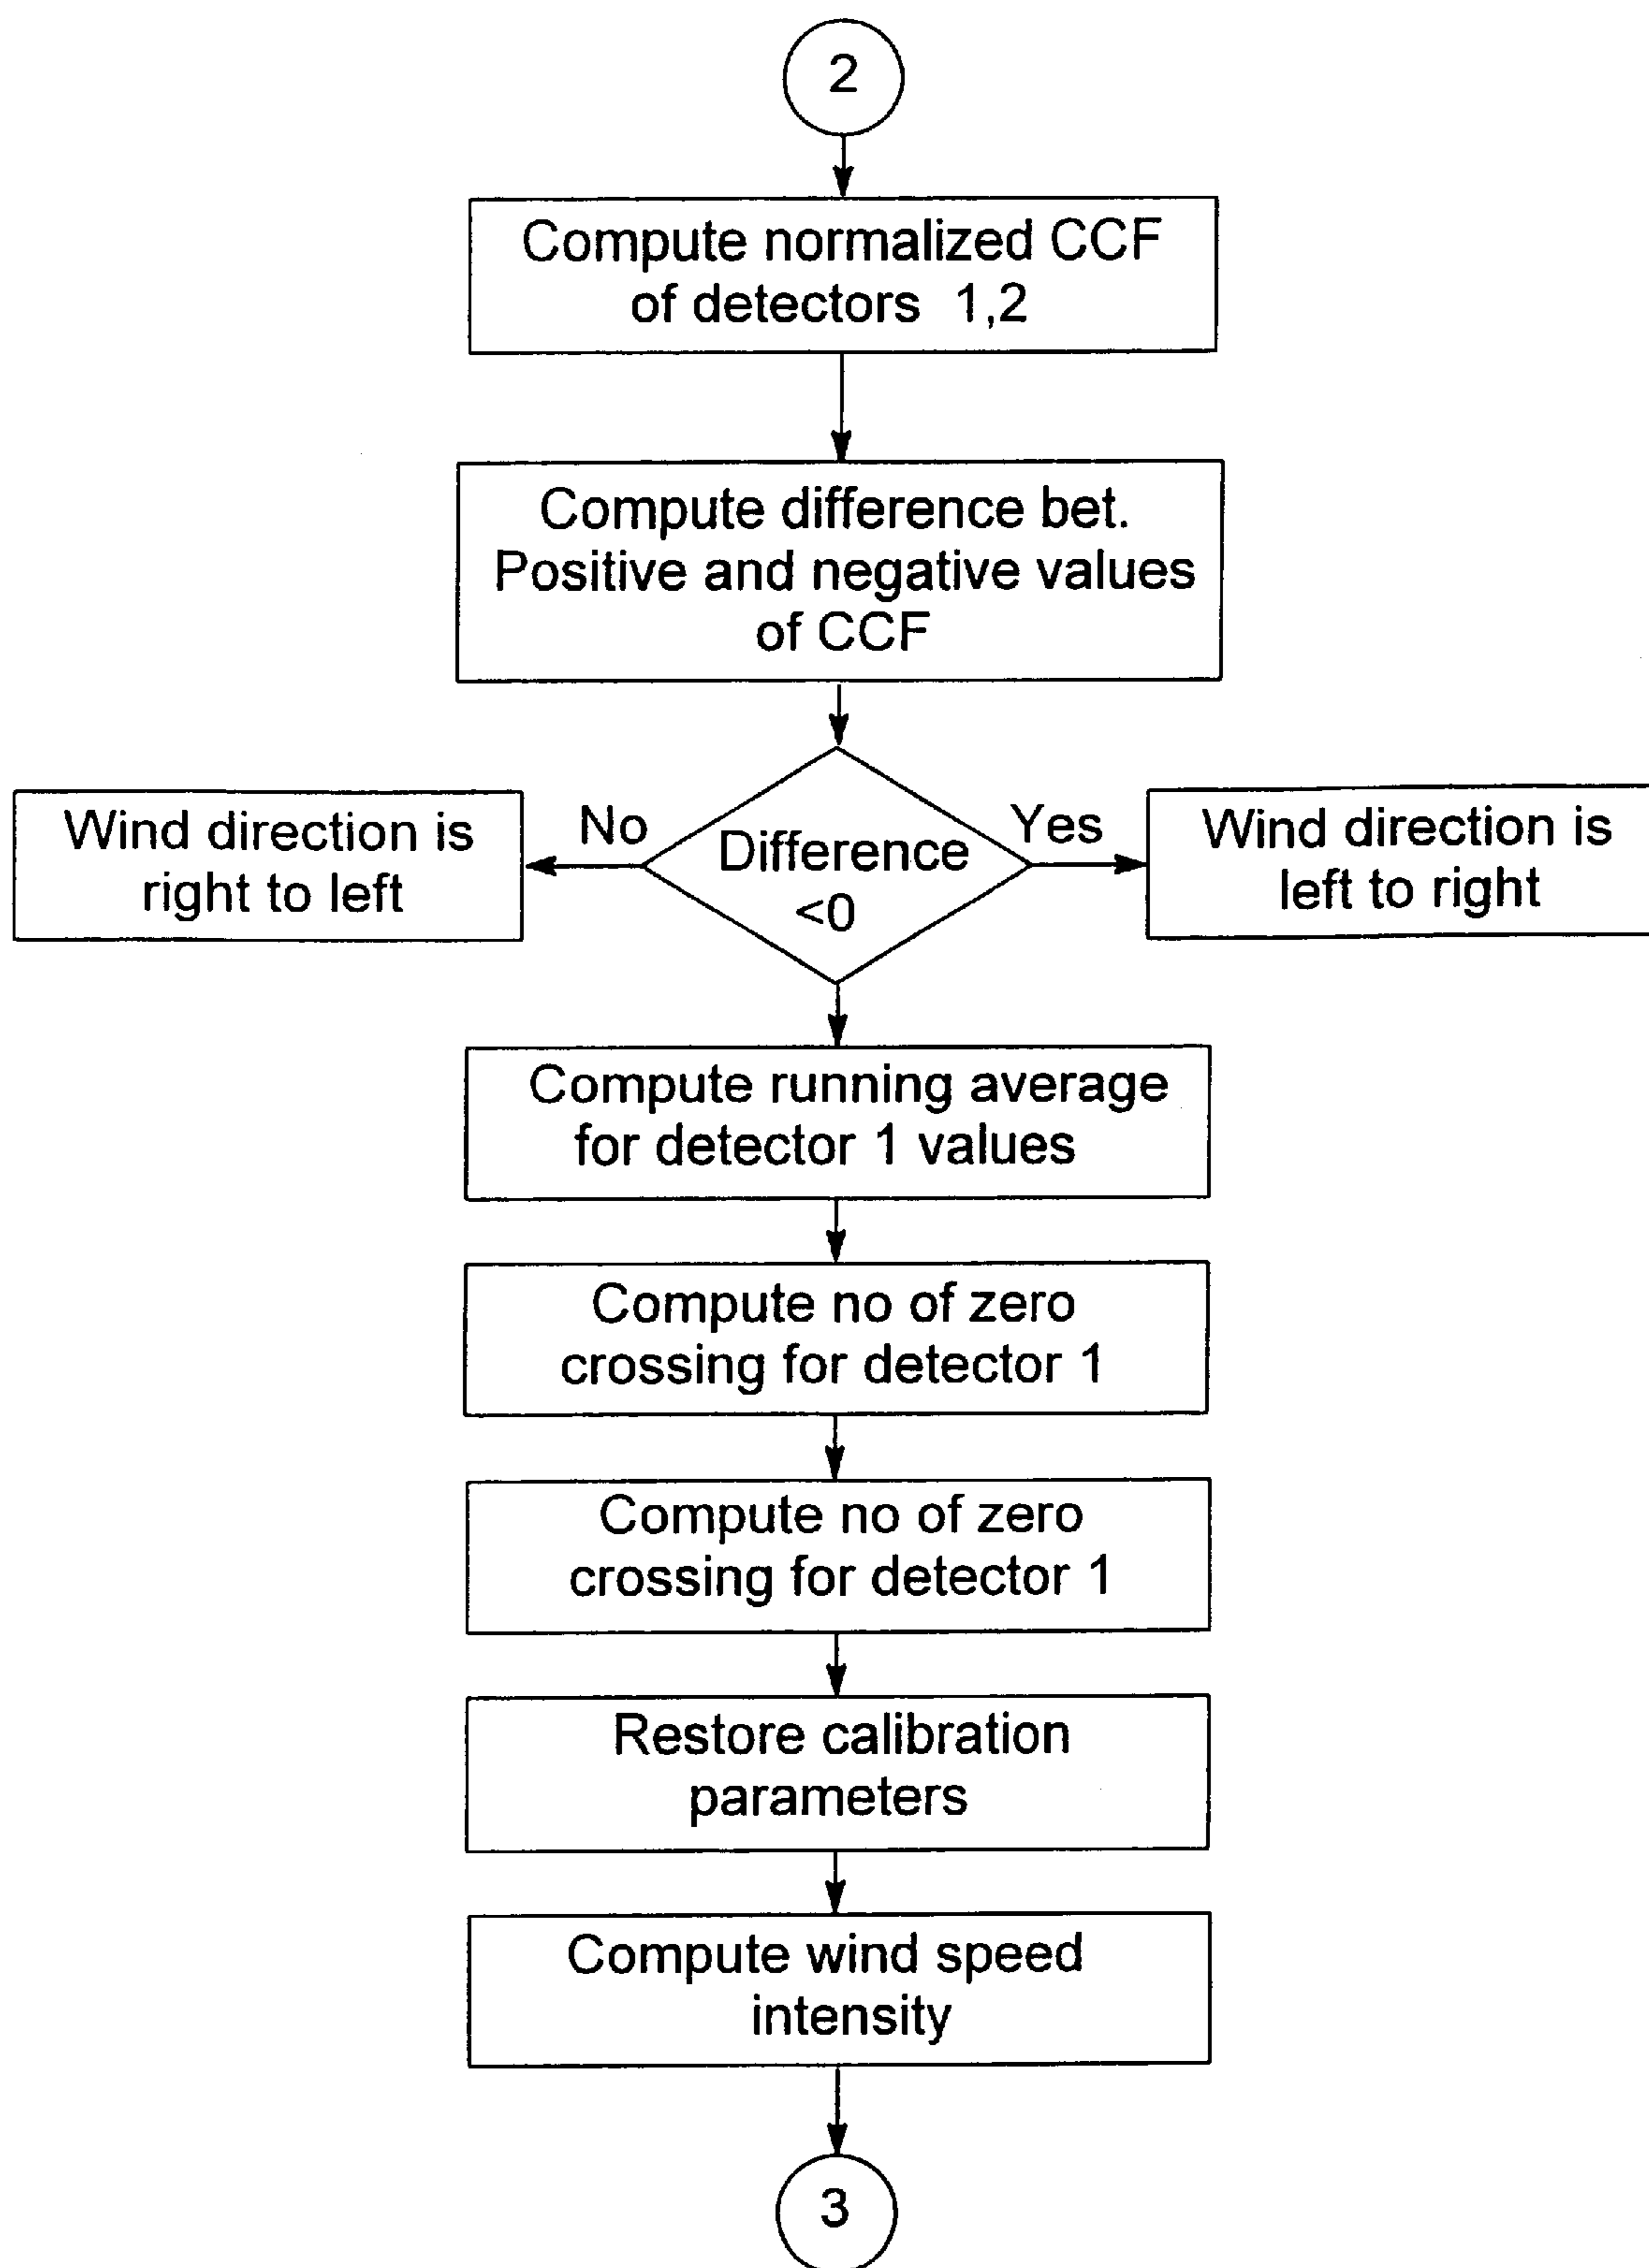 2
Compute normalized CCF
of detectors 1,2
Compute difference bet.
Positive and negative values
of CCF
Wind direction is
right to left
No
Difference
<0
Yes
Wind direction is
left to right
Compute running average
for detector 1 values
Compute no of zero
crossing for detector 1
Compute no of zero
crossing for detector 1
Restore calibration
parameters
Compute wind speed
intensity
3